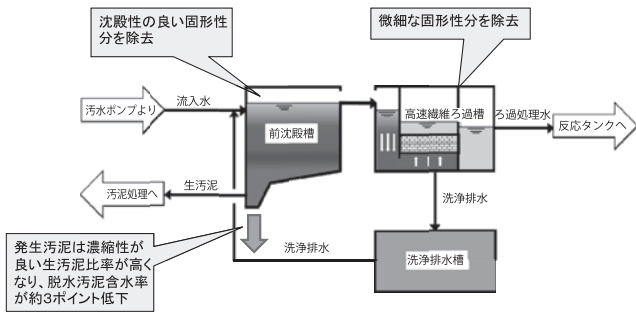 沈殿性の良い固形性
分を除去
微細な固形性分を除去
汚水ポンプより
流入水
前沈殿槽
高速繊維ろ過槽
ろ過処理水
反応タンクへ
汚泥処理へ
生汚泥
洗浄排水
発生汚泥は濃縮性が
良い生汚泥比率が高く
なり、脱水汚泥含水率
が約3ポイント低下
洗浄排水
洗浄排水槽